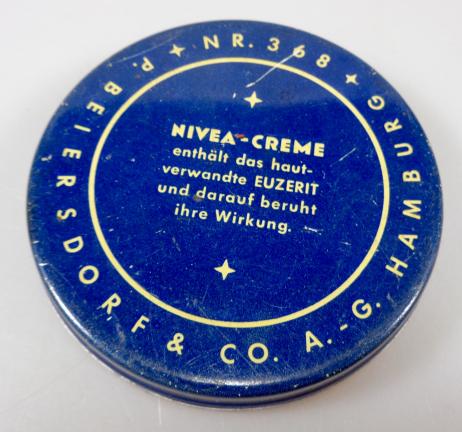 ✦ NR. 368 ✦
P. BEIERSDORF & CO. A.-G. HAMBURG
NIVEA-CREME
enthält das haut-
verwandte EUZERIT
und darauf beruht
ihre Wirkung.